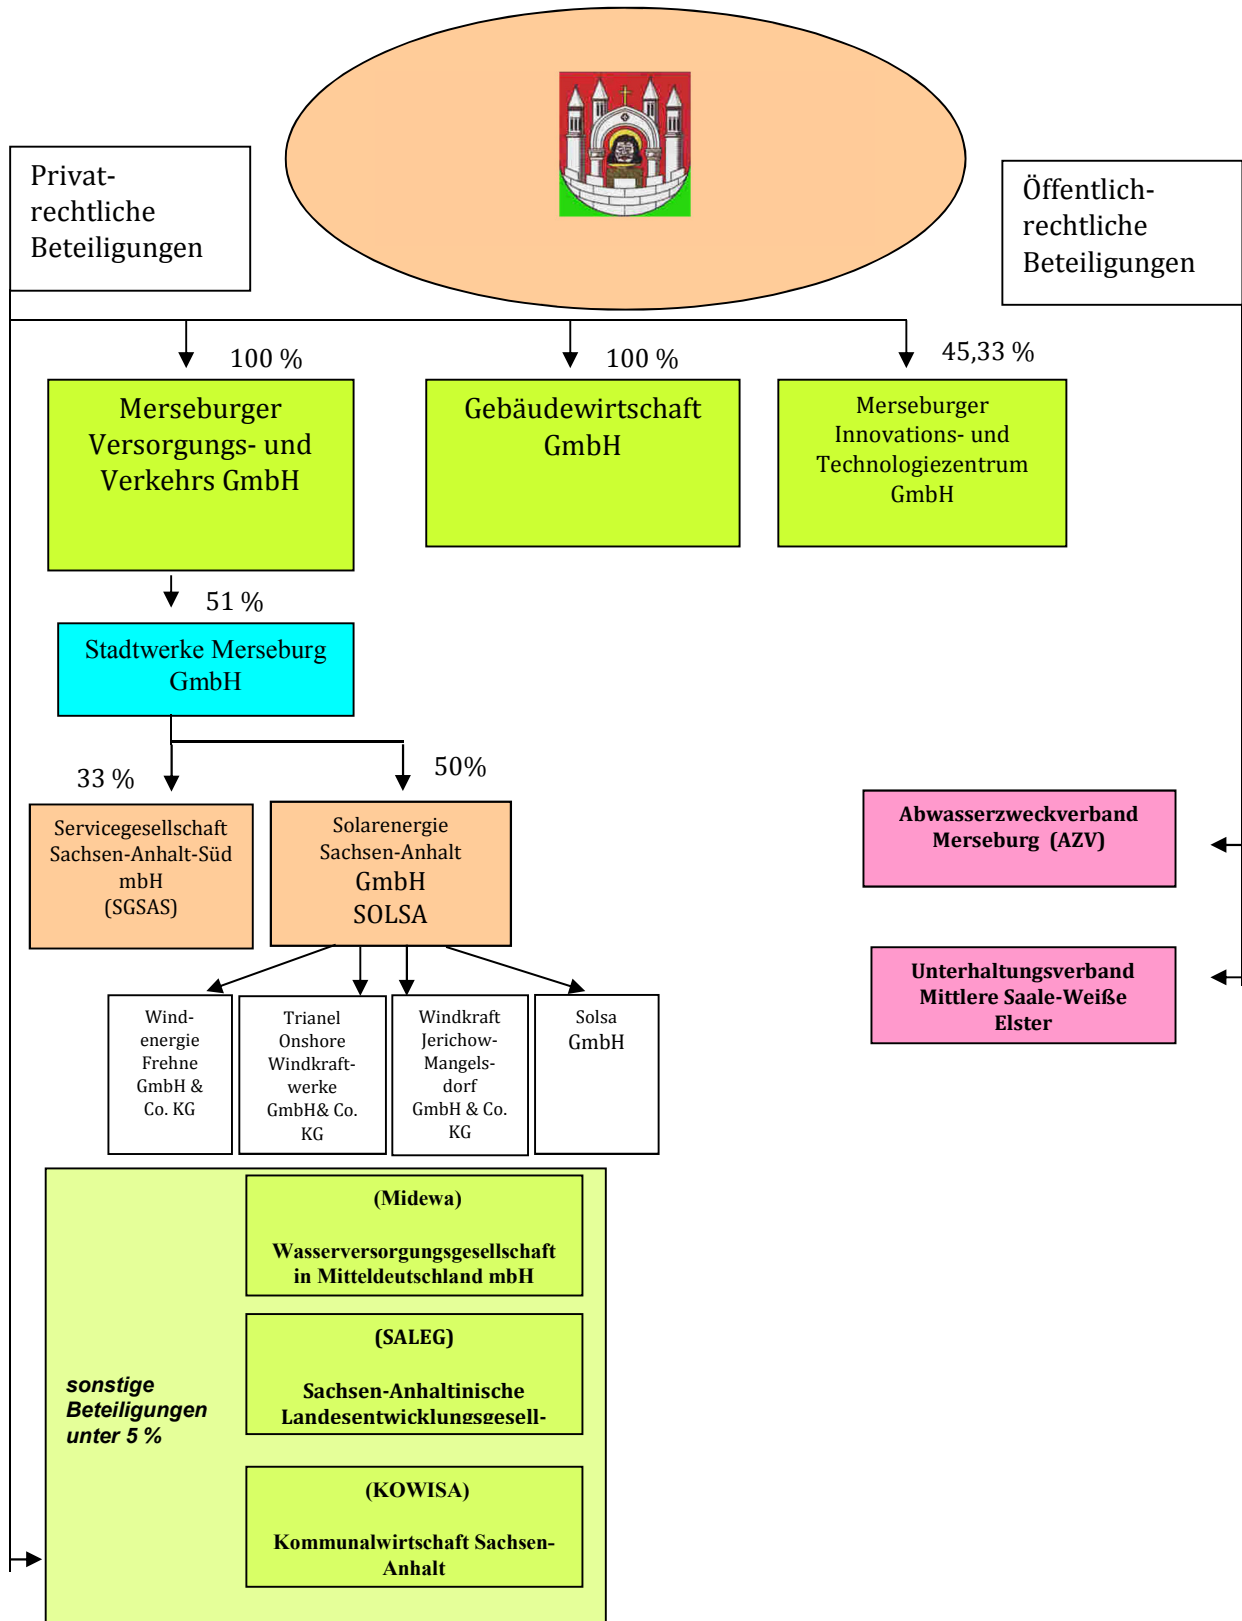 Privat-
rechtliche
Beteiligungen
Öffentlich-
rechtliche
Beteiligungen
100 %
100 %
45,33 %
Merseburger
Versorgungs- und
Verkehrs GmbH
Gebäudewirtschaft
GmbH
Merseburger
Innovations- und
Technologiezentrum
GmbH
51 %
Stadtwerke Merseburg
GmbH
33 %
50%
Servicegesellschaft
Sachsen-Anhalt-Süd
mbH
(SGSAS)
Solarenergie
Sachsen-Anhalt
GmbH
SOLSA
Abwasserzweckverband
Merseburg (AZV)
Unterhaltungsverband
Mittlere Saale-Weiße
Elster
Wind-
energie
Frehne
GmbH &
Co. KG
Trianel
Onshore
Windkraft-
werke
GmbH& Co.
KG
Windkraft
Jerichow-
Mangels-
dorf
GmbH & Co.
KG
Solsa
GmbH
sonstige
Beteiligungen
unter 5 %
(Midewa)
Wasserversorgungsgesellschaft
in Mitteldeutschland mbH
(SALEG)
Sachsen-Anhaltinische
Landesentwicklungsgesell-
(KOWISA)
Kommunalwirtschaft Sachsen-
Anhalt